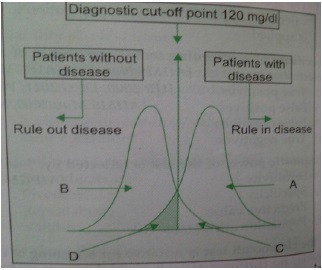 Diagnostic cut-off point 120 mg/dl
Patients without
disease
Patients with
disease
Rule out disease
Rule in disease
B
A
D
C